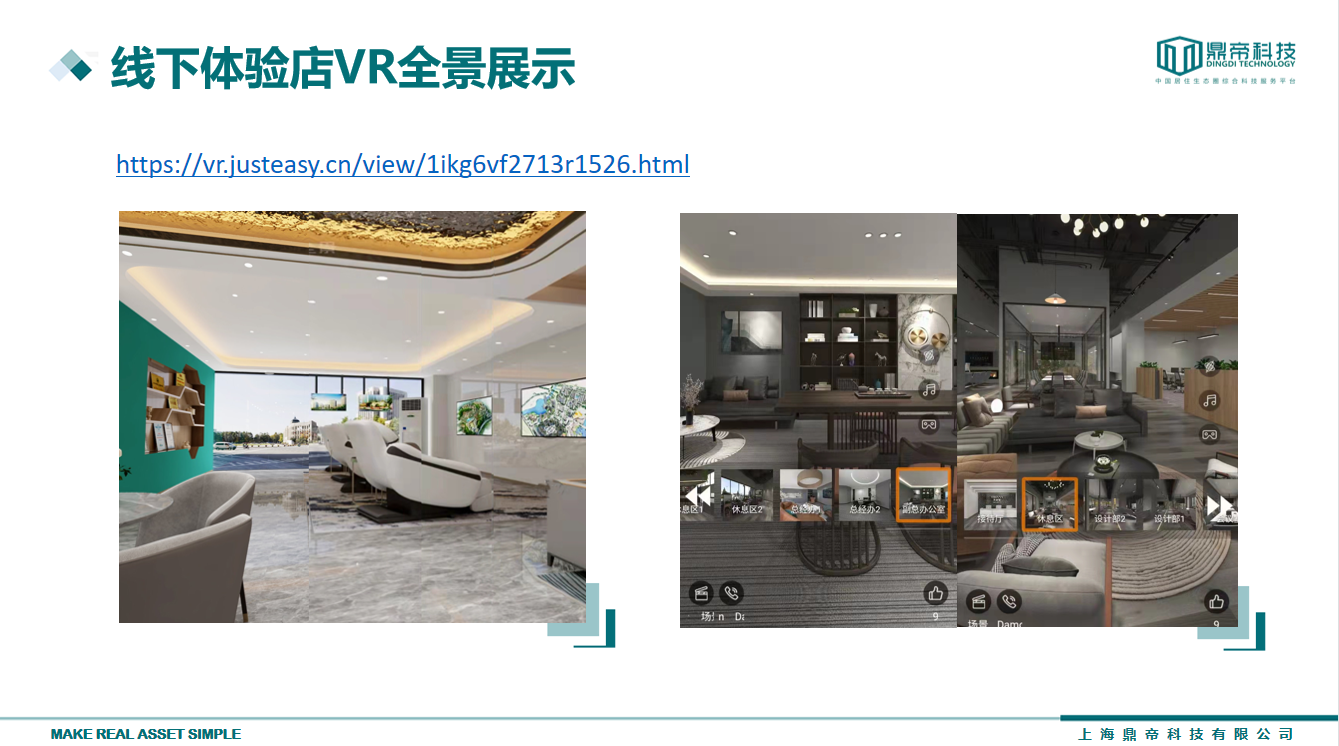 线下体验店VR全景展示
鼎帝科技
DINGDI TECHNOLOGY
中国居住生态圈综合科技服务平台
https://vr.justeasy.cn/view/1ikg6vf2713r1526.html
息区1
休息区2
总经办1
总经办2
副总办公室
接待厅
休息区
设计部2
设计部1
9
场景
9
MAKE REAL ASSET SIMPLE
上海鼎帝科技有限公司